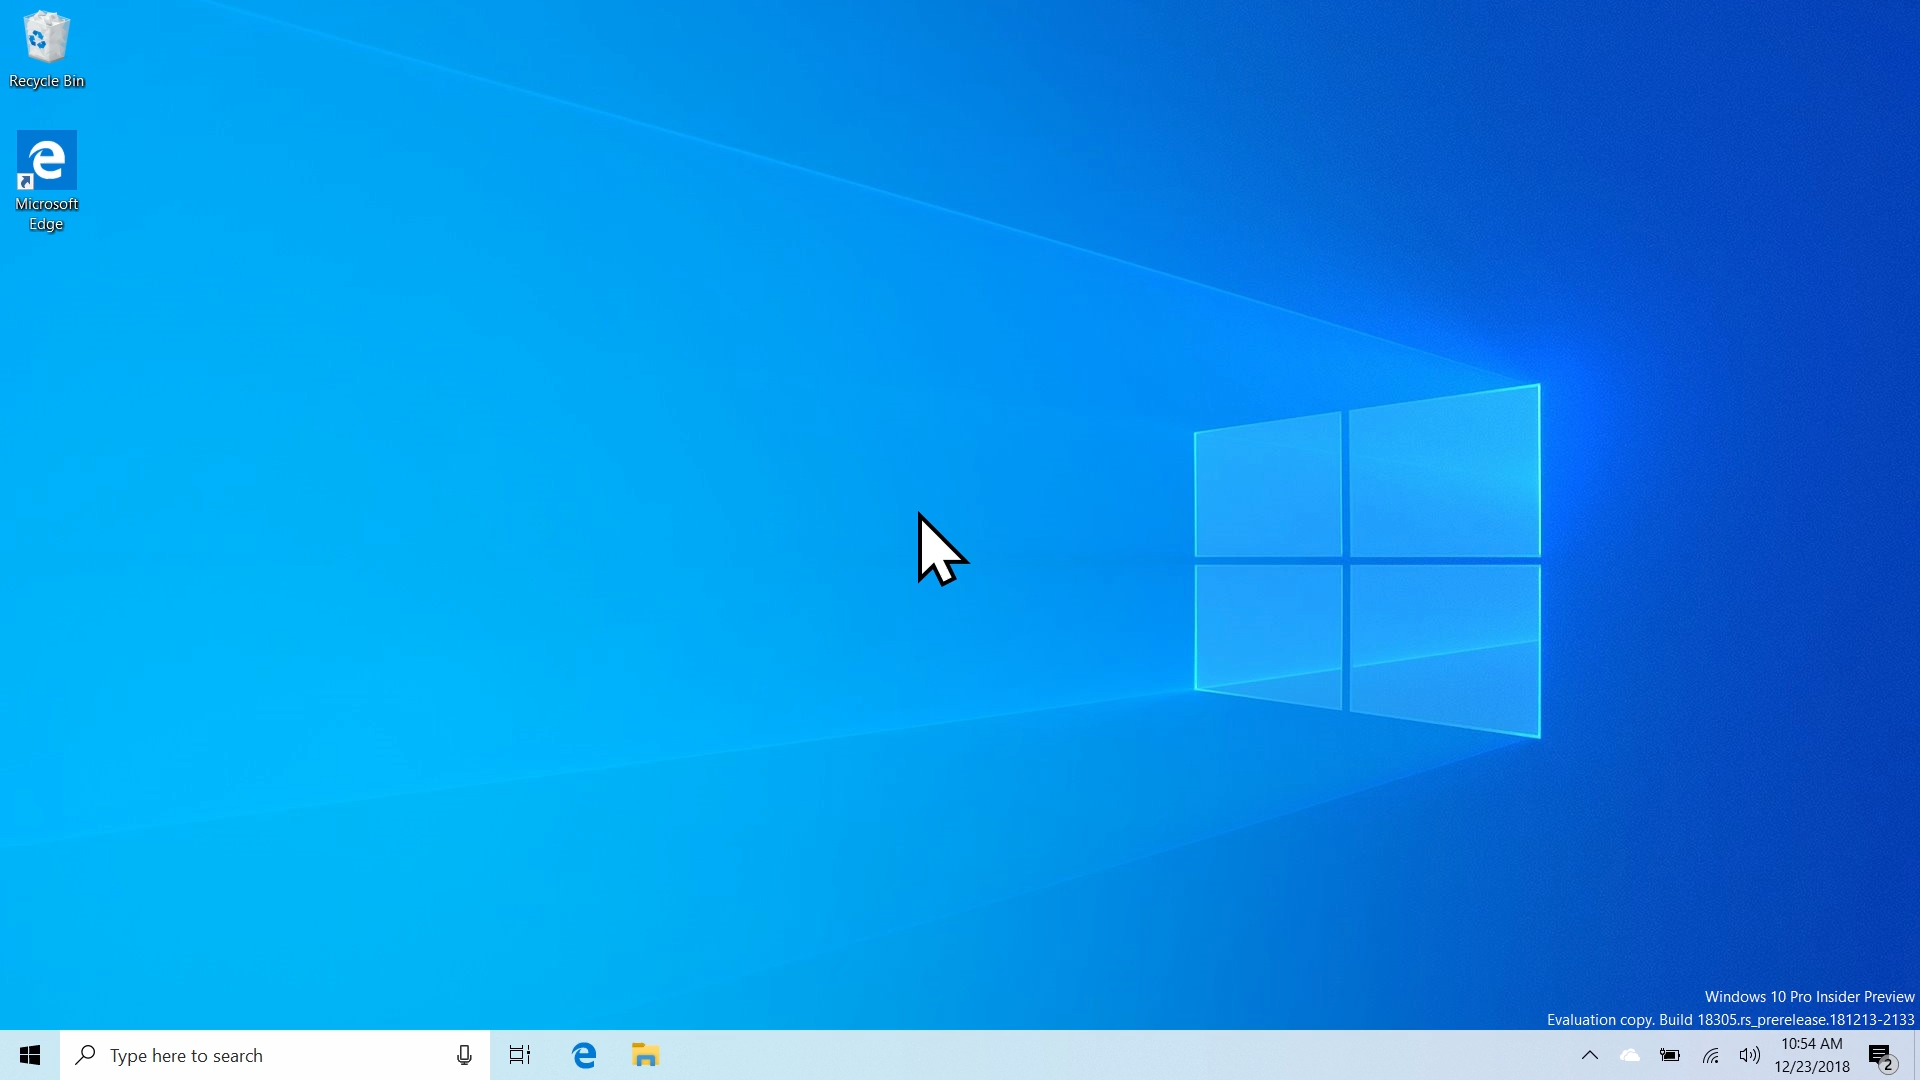 Recycle Bin
Microsoft
Edge
Windows 10 Pro Insider Preview
Evaluation copy. Build 18305.rs_prerelease.181213-2133
Type here to search
10:54 AM
12/23/2018
2